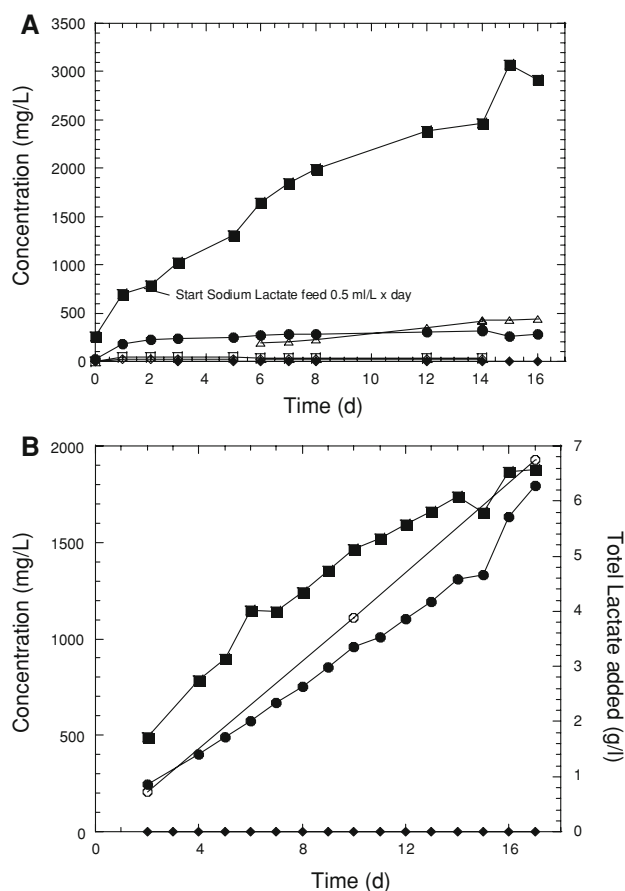 A
Concentration (mg/L)
3500
3000
2500
2000
1500
1000
500
0
Start Sodium Lactate feed 0.5 ml/L x day
0 2 4 6 8 10 12 14 16
Time (d)
B
Concentration (mg/L)
2000
1500
1000
500
0
7
6
5
4
3
2
1
0
Totel Lactate added (g/l)
0 4 8 12 16
Time (d)